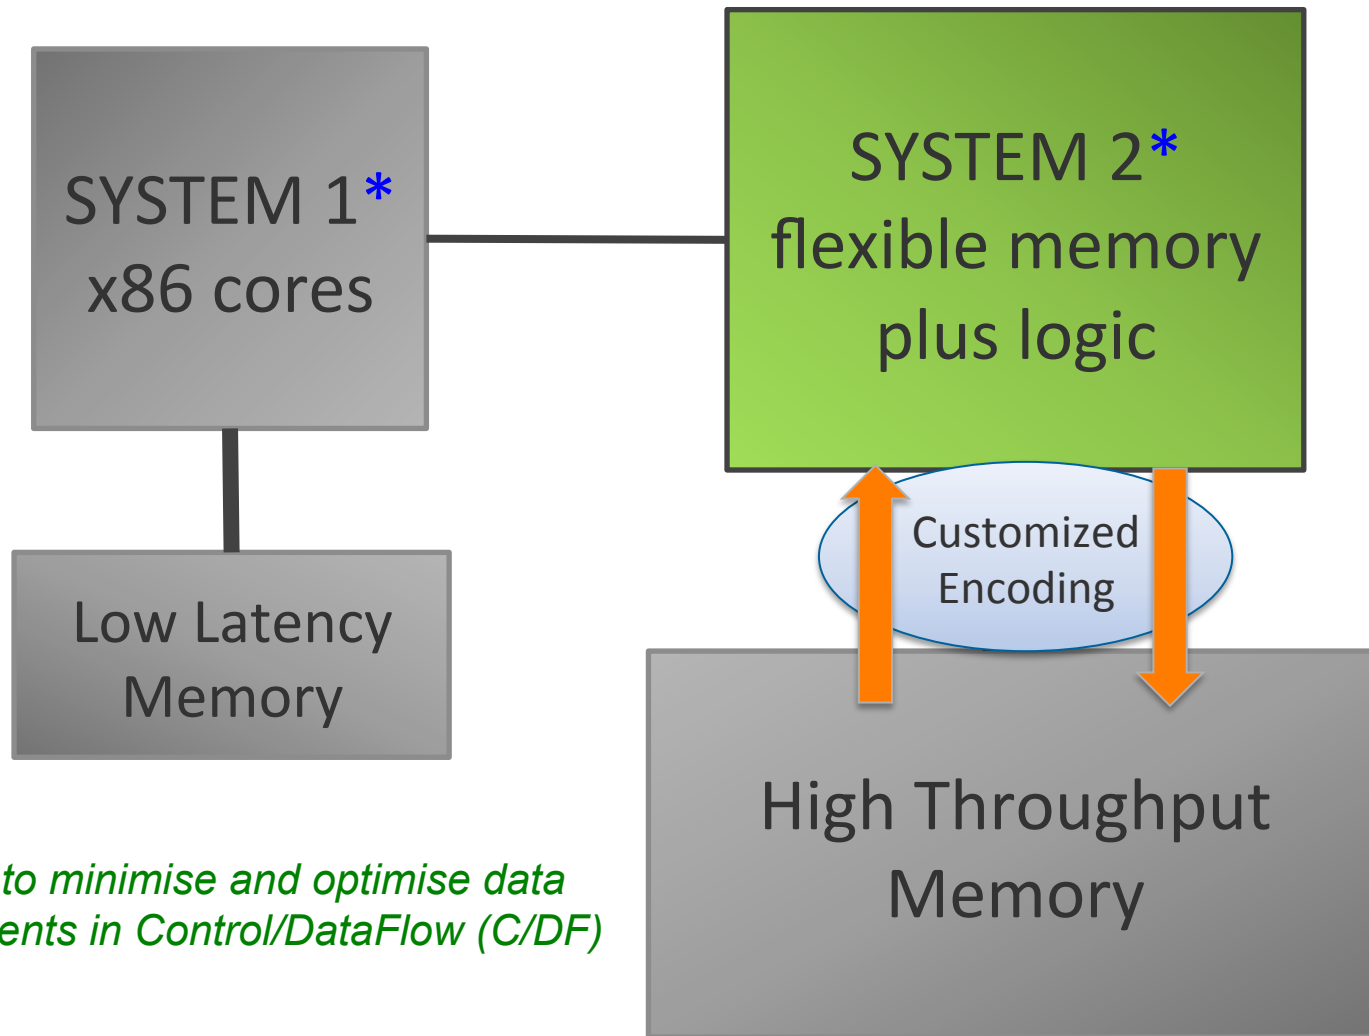 SYSTEM 1*
x86 cores
SYSTEM 2*
flexible memory
plus logic
Customized
Encoding
Low Latency
Memory
High Throughput
Memory
to minimise and optimise data
ents in Control/DataFlow (C/DF)